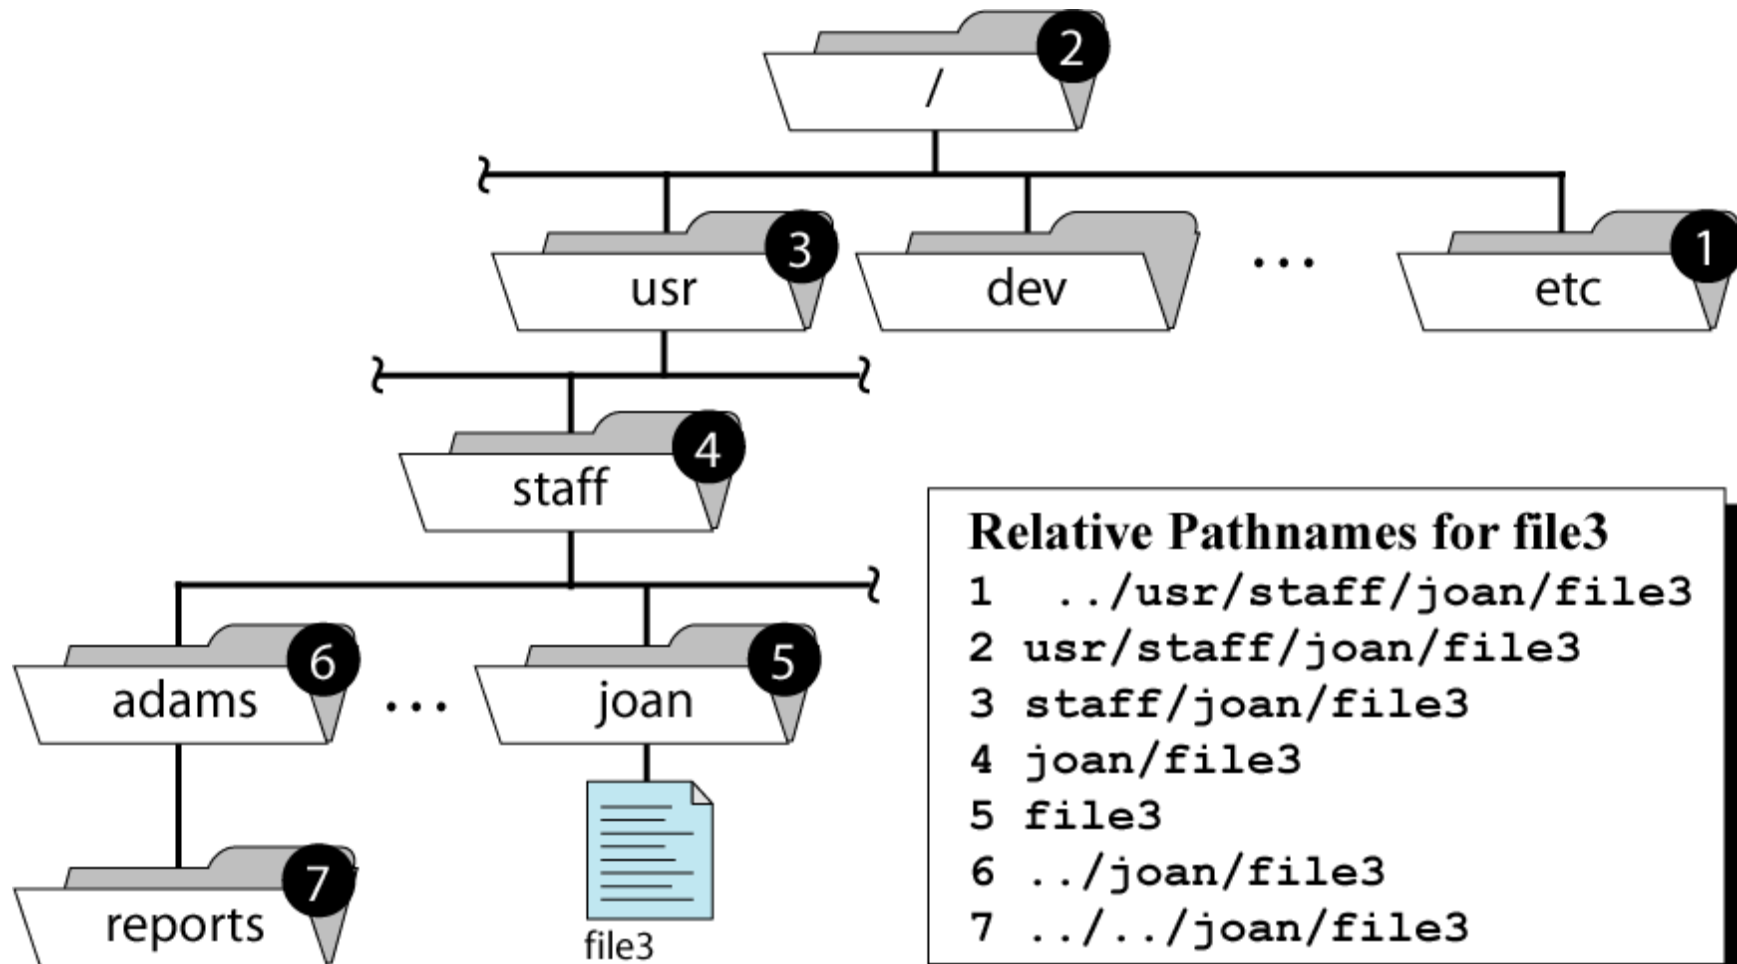 2
/
3
1
usr
dev
...
etc
4
staff
Relative Pathnames for file3
1 ../usr/staff/joan/file3
2 usr/staff/joan/file3
3 staff/joan/file3
4 joan/file3
5 file3
6 ../joan/file3
7 ../../joan/file3
6
5
adams
...
joan
7
reports
file3